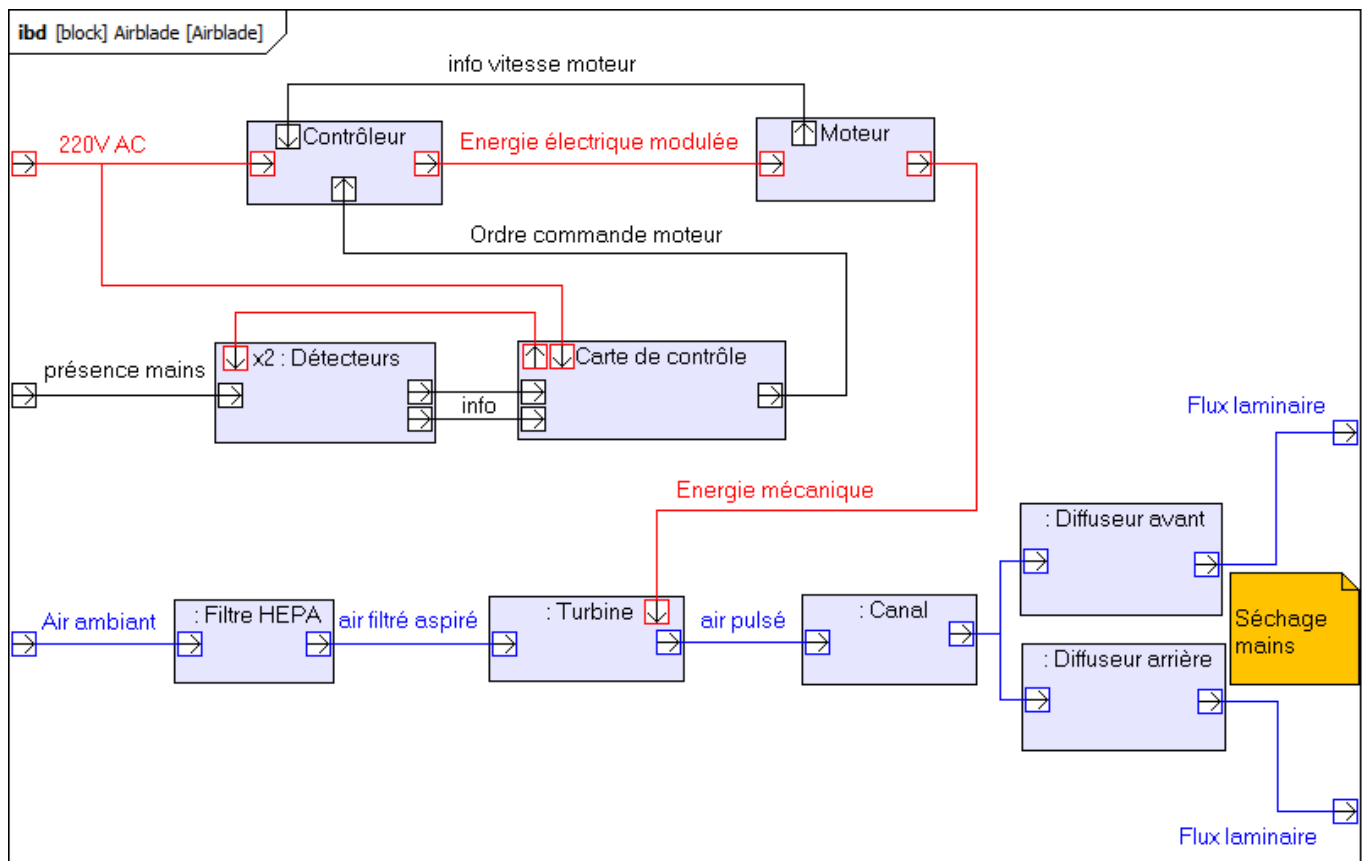 ibd [block] Airblade [Airblade]
info vitesse moteur
220V AC
Contrôleur
Energie électrique modulée
Moteur
Ordre commande moteur
présence mains
x2 : Détecteurs
info
Carte de contrôle
Flux laminaire
Energie mécanique
: Diffuseur avant
Air ambiant
: Filtre HEPA
air filtré aspiré
: Turbine
air pulsé
: Canal
Séchage
mains
: Diffuseur arrière
Flux laminaire